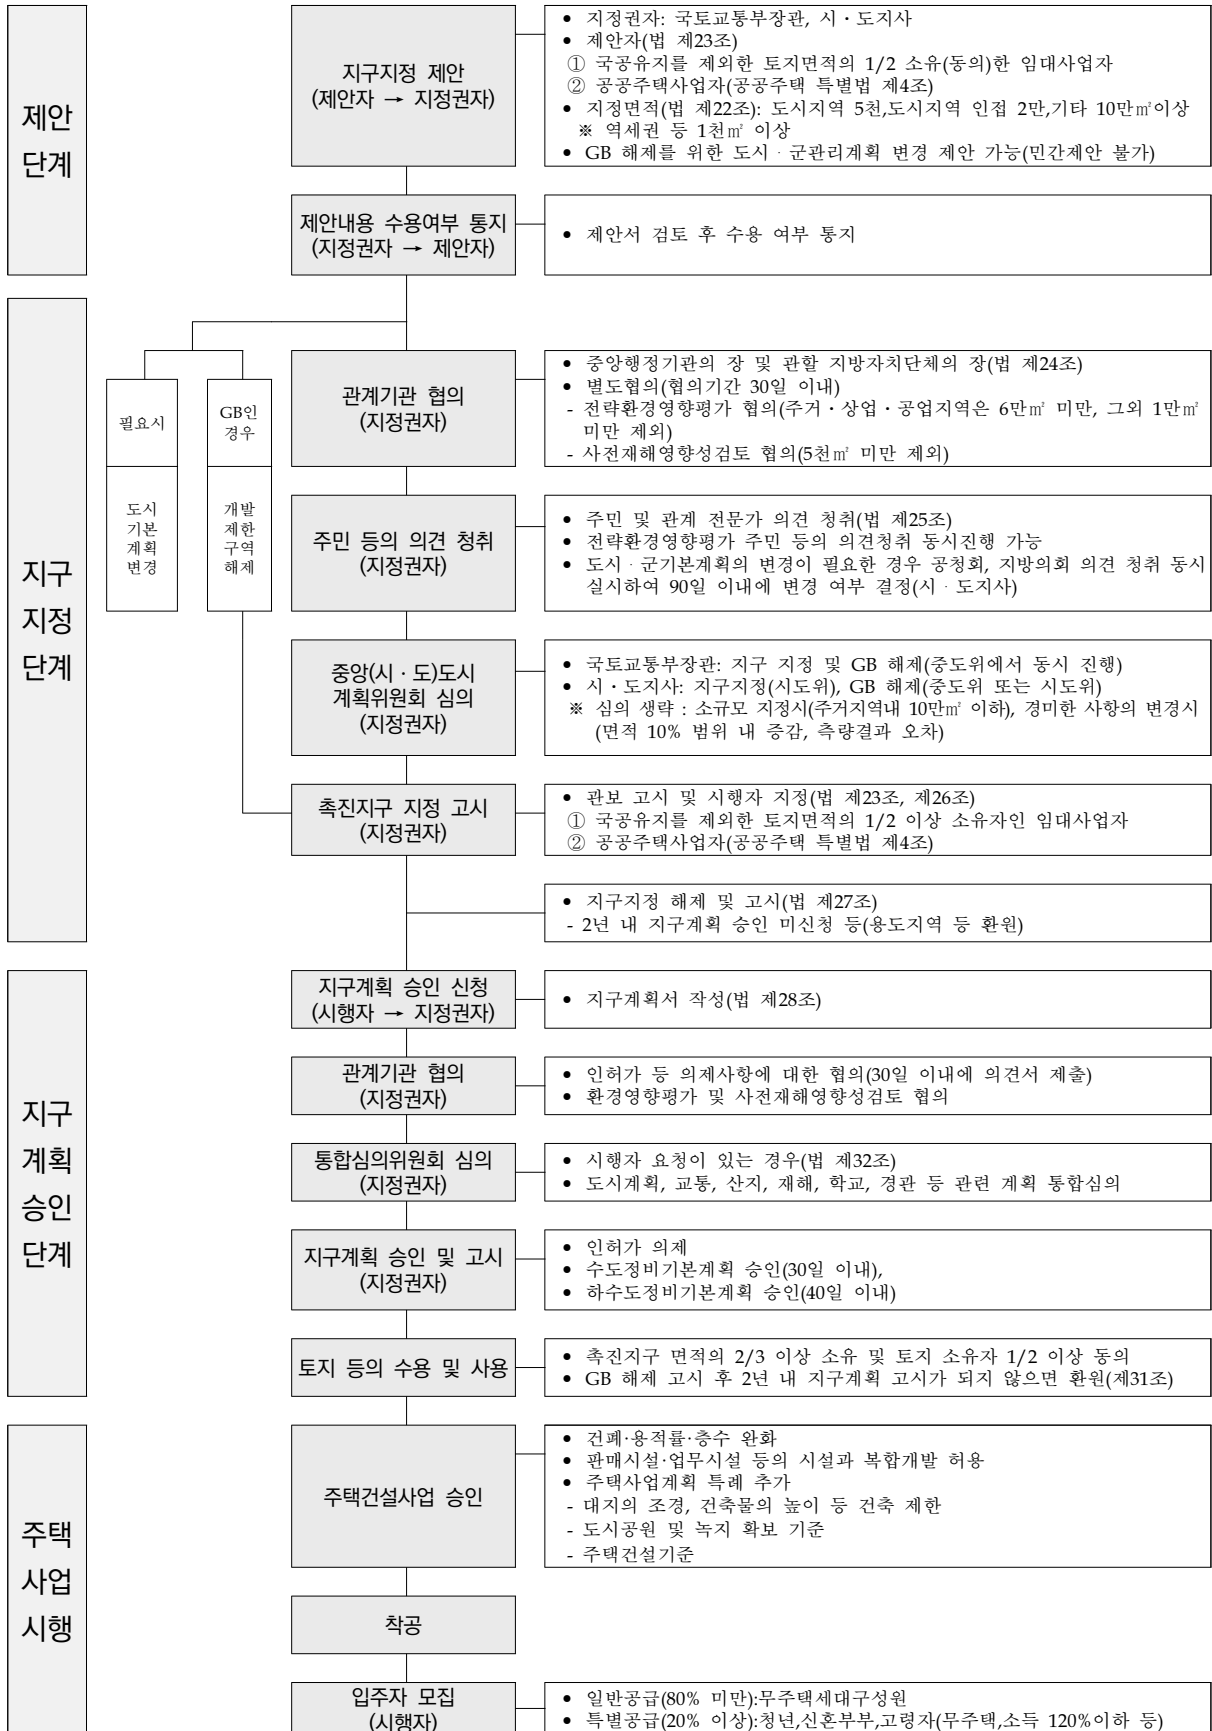 제안
단계
지구지정 제안
(제안자 → 지정권자)
• 지정권자: 국토교통부장관, 시・도지사
• 제안자(법 제23조)
① 국공유지를 제외한 토지면적의 1/2 소유(동의)한 임대사업자
② 공공주택사업자(공공주택 특별법 제4조)
• 지정면적(법 제22조): 도시지역 5천,도시지역 인접 2만,기타 10만㎡이상
※ 역세권 등 1천㎡ 이상
• GB 해제를 위한 도시ㆍ군관리계획 변경 제안 가능(민간제안 불가)
제안내용 수용여부 통지
(지정권자 → 제안자)
• 제안서 검토 후 수용 여부 통지
지구
지정
단계
필요시
도시
기본
계획
변경
GB인
경우
개발
제한
구역
해제
관계기관 협의
(지정권자)
• 중앙행정기관의 장 및 관할 지방자치단체의 장(법 제24조)
• 별도협의(협의기간 30일 이내)
- 전략환경영향평가 협의(주거・상업・공업지역은 6만㎡ 미만, 그외 1만㎡
미만 제외)
- 사전재해영향성검토 협의(5천㎡ 미만 제외)
주민 등의 의견 청취
(지정권자)
• 주민 및 관계 전문가 의견 청취(법 제25조)
• 전략환경영향평가 주민 등의 의견청취 동시진행 가능
• 도시ㆍ군기본계획의 변경이 필요한 경우 공청회, 지방의회 의견 청취 동시
실시하여 90일 이내에 변경 여부 결정(시ㆍ도지사)
중앙(시ㆍ도)도시
계획위원회 심의
(지정권자)
• 국토교통부장관: 지구 지정 및 GB 해제(중도위에서 동시 진행)
• 시・도지사: 지구지정(시도위), GB 해제(중도위 또는 시도위)
※ 심의 생략 : 소규모 지정시(주거지역내 10만㎡ 이하), 경미한 사항의 변경시
(면적 10% 범위 내 증감, 측량결과 오차)
촉진지구 지정 고시
(지정권자)
• 관보 고시 및 시행자 지정(법 제23조, 제26조)
① 국공유지를 제외한 토지면적의 1/2 이상 소유자인 임대사업자
② 공공주택사업자(공공주택 특별법 제4조)
• 지구지정 해제 및 고시(법 제27조)
- 2년 내 지구계획 승인 미신청 등(용도지역 등 환원)
지구
계획
승인
단계
지구계획 승인 신청
(시행자 → 지정권자)
• 지구계획서 작성(법 제28조)
관계기관 협의
(지정권자)
• 인허가 등 의제사항에 대한 협의(30일 이내에 의견서 제출)
• 환경영향평가 및 사전재해영향성검토 협의
통합심의위원회 심의
(지정권자)
• 시행자 요청이 있는 경우(법 제32조)
• 도시계획, 교통, 산지, 재해, 학교, 경관 등 관련 계획 통합심의
지구계획 승인 및 고시
(지정권자)
• 인허가 의제
• 수도정비기본계획 승인(30일 이내),
• 하수도정비기본계획 승인(40일 이내)
토지 등의 수용 및 사용
• 촉진지구 면적의 2/3 이상 소유 및 토지 소유자 1/2 이상 동의
• GB 해제 고시 후 2년 내 지구계획 고시가 되지 않으면 환원(제31조)
주택
사업
시행
주택건설사업 승인
• 건폐·용적률·층수 완화
• 판매시설·업무시설 등의 시설과 복합개발 허용
• 주택사업계획 특례 추가
- 대지의 조경, 건축물의 높이 등 건축 제한
- 도시공원 및 녹지 확보 기준
- 주택건설기준
착공
입주자 모집
(시행자)
• 일반공급(80% 미만):무주택세대구성원
• 특별공급(20% 이상):청년,신혼부부,고령자(무주택,소득 120%이하 등)